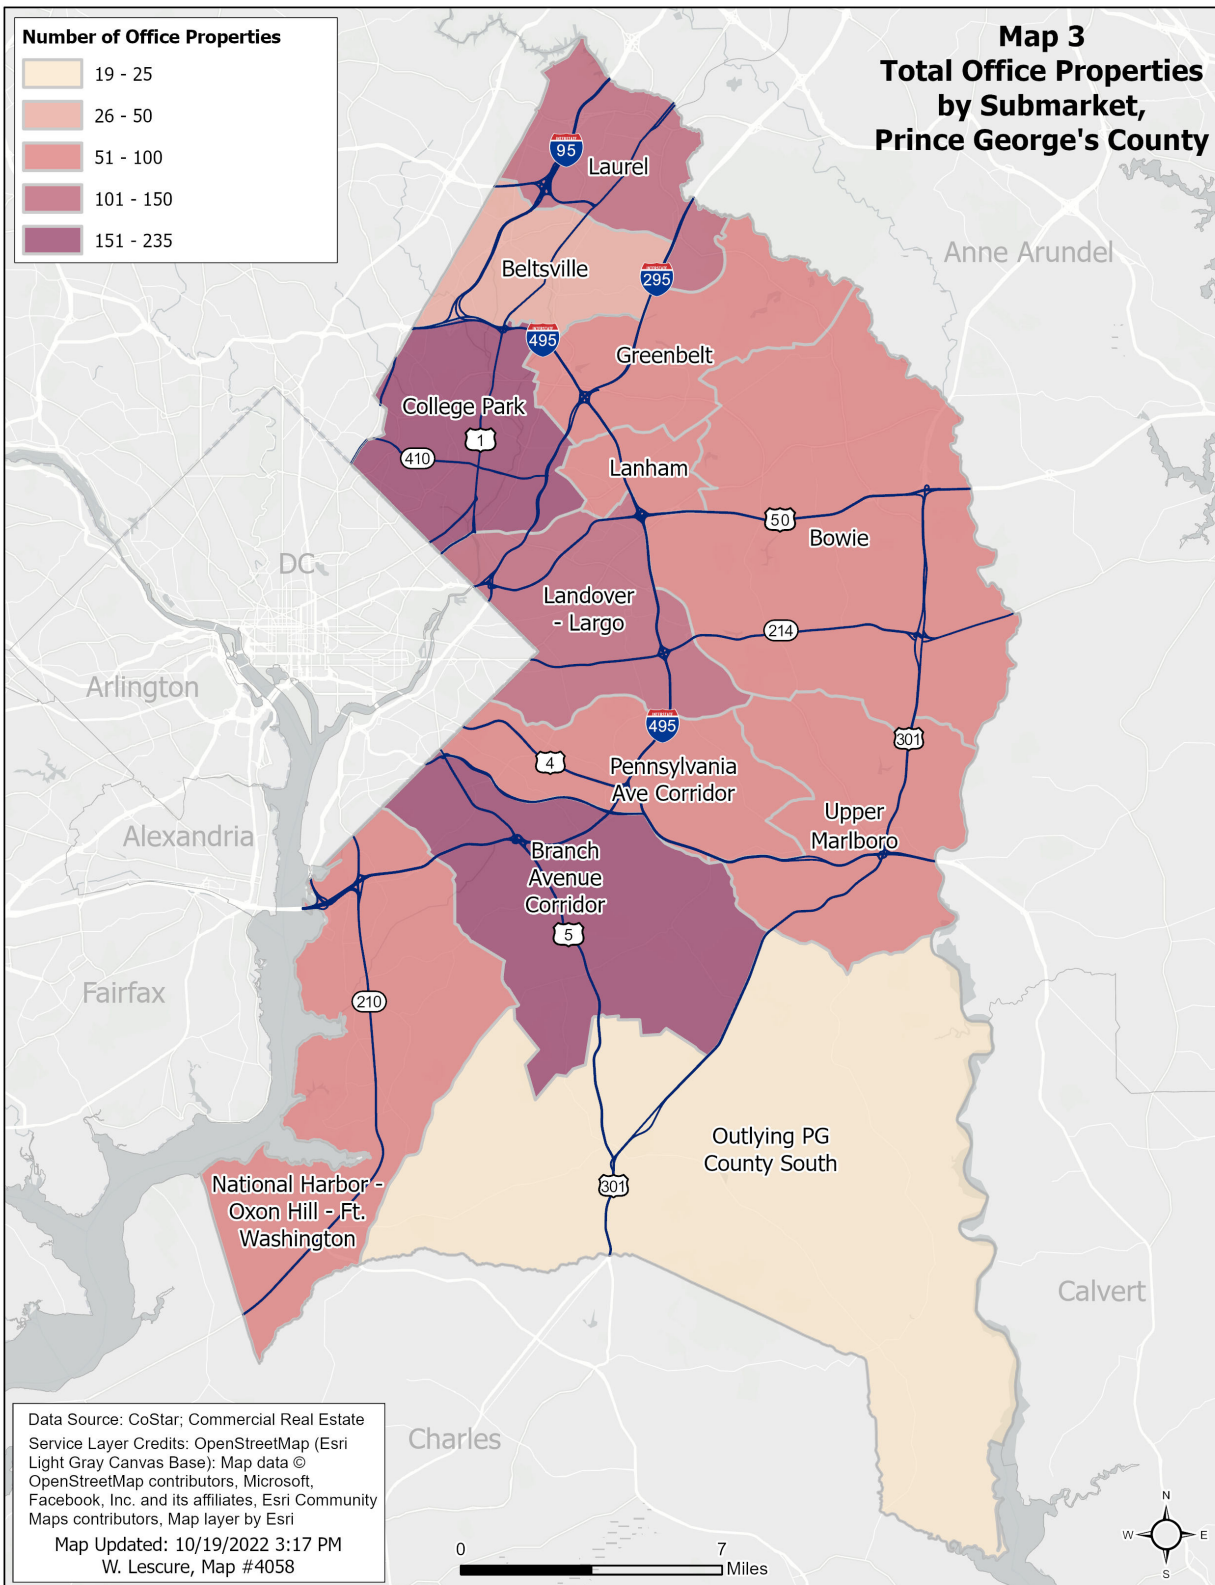 Number of Office Properties
19 - 25
26 - 50
51 - 100
101 - 150
151 - 235
Map 3
Total Office Properties
by Submarket,
Prince George's County
INTERSTATE
95
Laurel
Anne Arundel
Beltsville
INTERSTATE
295
INTERSTATE
495
Greenbelt
College Park
1
410
Lanham
50
Bowie
DC
Landover
- Largo
214
Arlington
INTERSTATE
495
301
4
Pennsylvania
Ave Corridor
Alexandria
Upper
Marlboro
Branch
Avenue
Corridor
5
Fairfax
210
Outlying PG
County South
National Harbor -
Oxon Hill - Ft.
Washington
301
Calvert
Charles
Data Source: CoStar; Commercial Real Estate
Service Layer Credits: OpenStreetMap (Esri
Light Gray Canvas Base): Map data ©
OpenStreetMap contributors, Microsoft,
Facebook, Inc. and its affiliates, Esri Community
Maps contributors, Map layer by Esri
Map Updated: 10/19/2022 3:17 PM
W. Lescure, Map #4058
0 7
Miles
N
W E
S